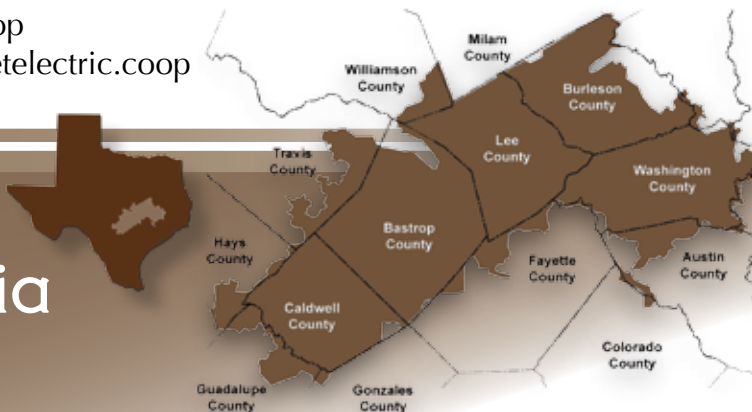 op
etelectric.coop
Milam
County
Williamson
County
Burleson
County
Lee
County
Travis
County
Washington
County
Bastrop
County
Hays
County
Fayette
County
Austin
County
ia
Caldwell
County
Colorado
County
Guadalupe
County
Gonzales
County